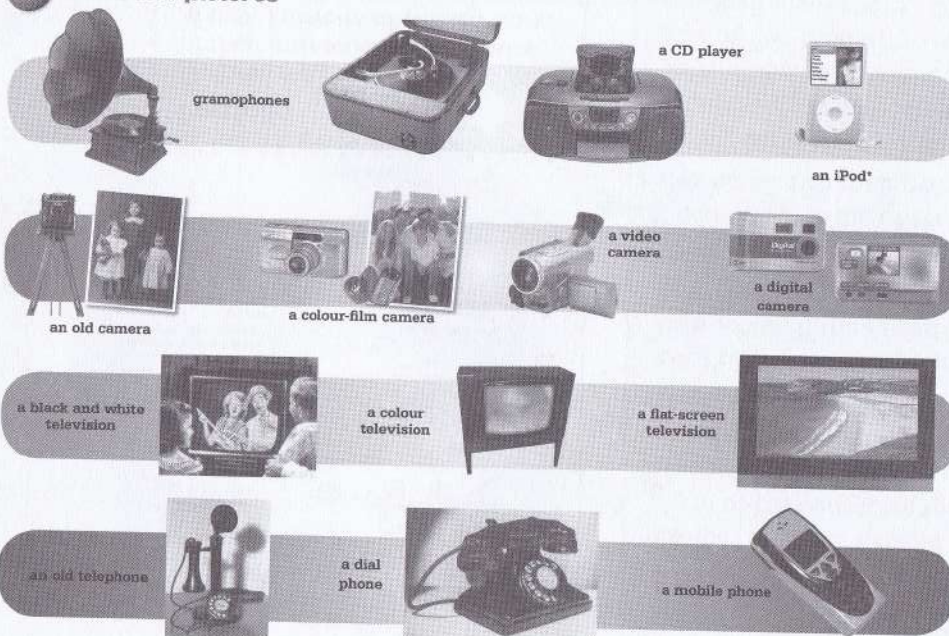 gramophones
a CD player
an iPod*
an old camera
a colour-film camera
a video
camera
Digital
a digital
camera
a black and white
television
a colour
television
a flat-screen
television
an old telephone
a dial
phone
a mobile phone